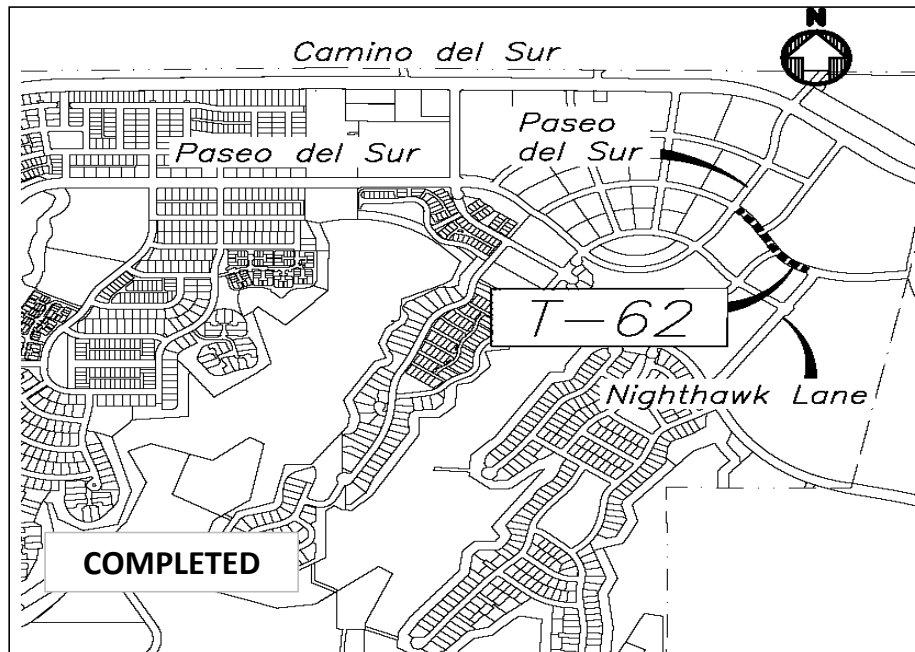 N
Camino del Sur
Paseo del Sur
Paseo
del Sur
T-62
Nighthawk Lane
COMPLETED